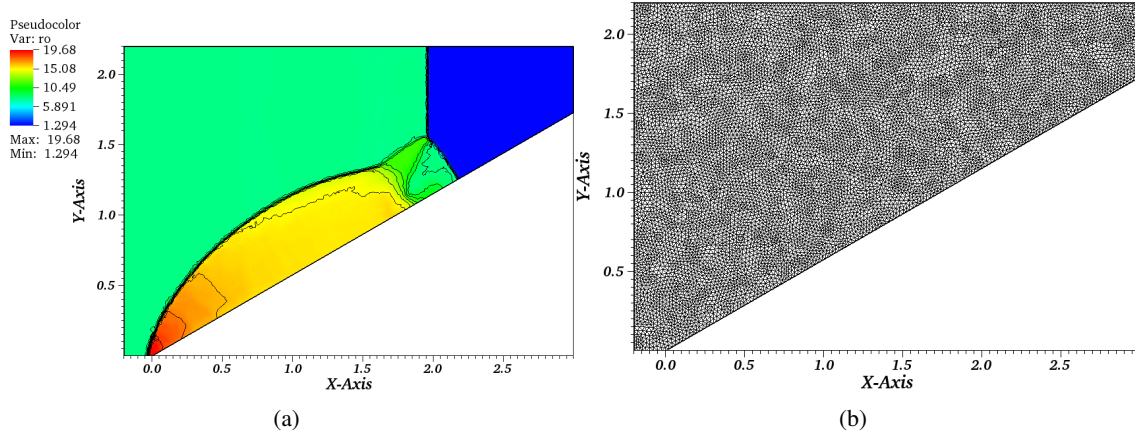 Pseudocolor
Var: ro
19.68
15.08
10.49
5.891
1.294
Max: 19.68
Min: 1.294
2.0
1.5
1.0
0.5
Y-Axis
0.0 0.5 1.0 1.5 2.0 2.5
X-Axis
(a)
2.0
1.5
1.0
0.5
Y-Axis
0.0 0.5 1.0 1.5 2.0 2.5
X-Axis
(b)